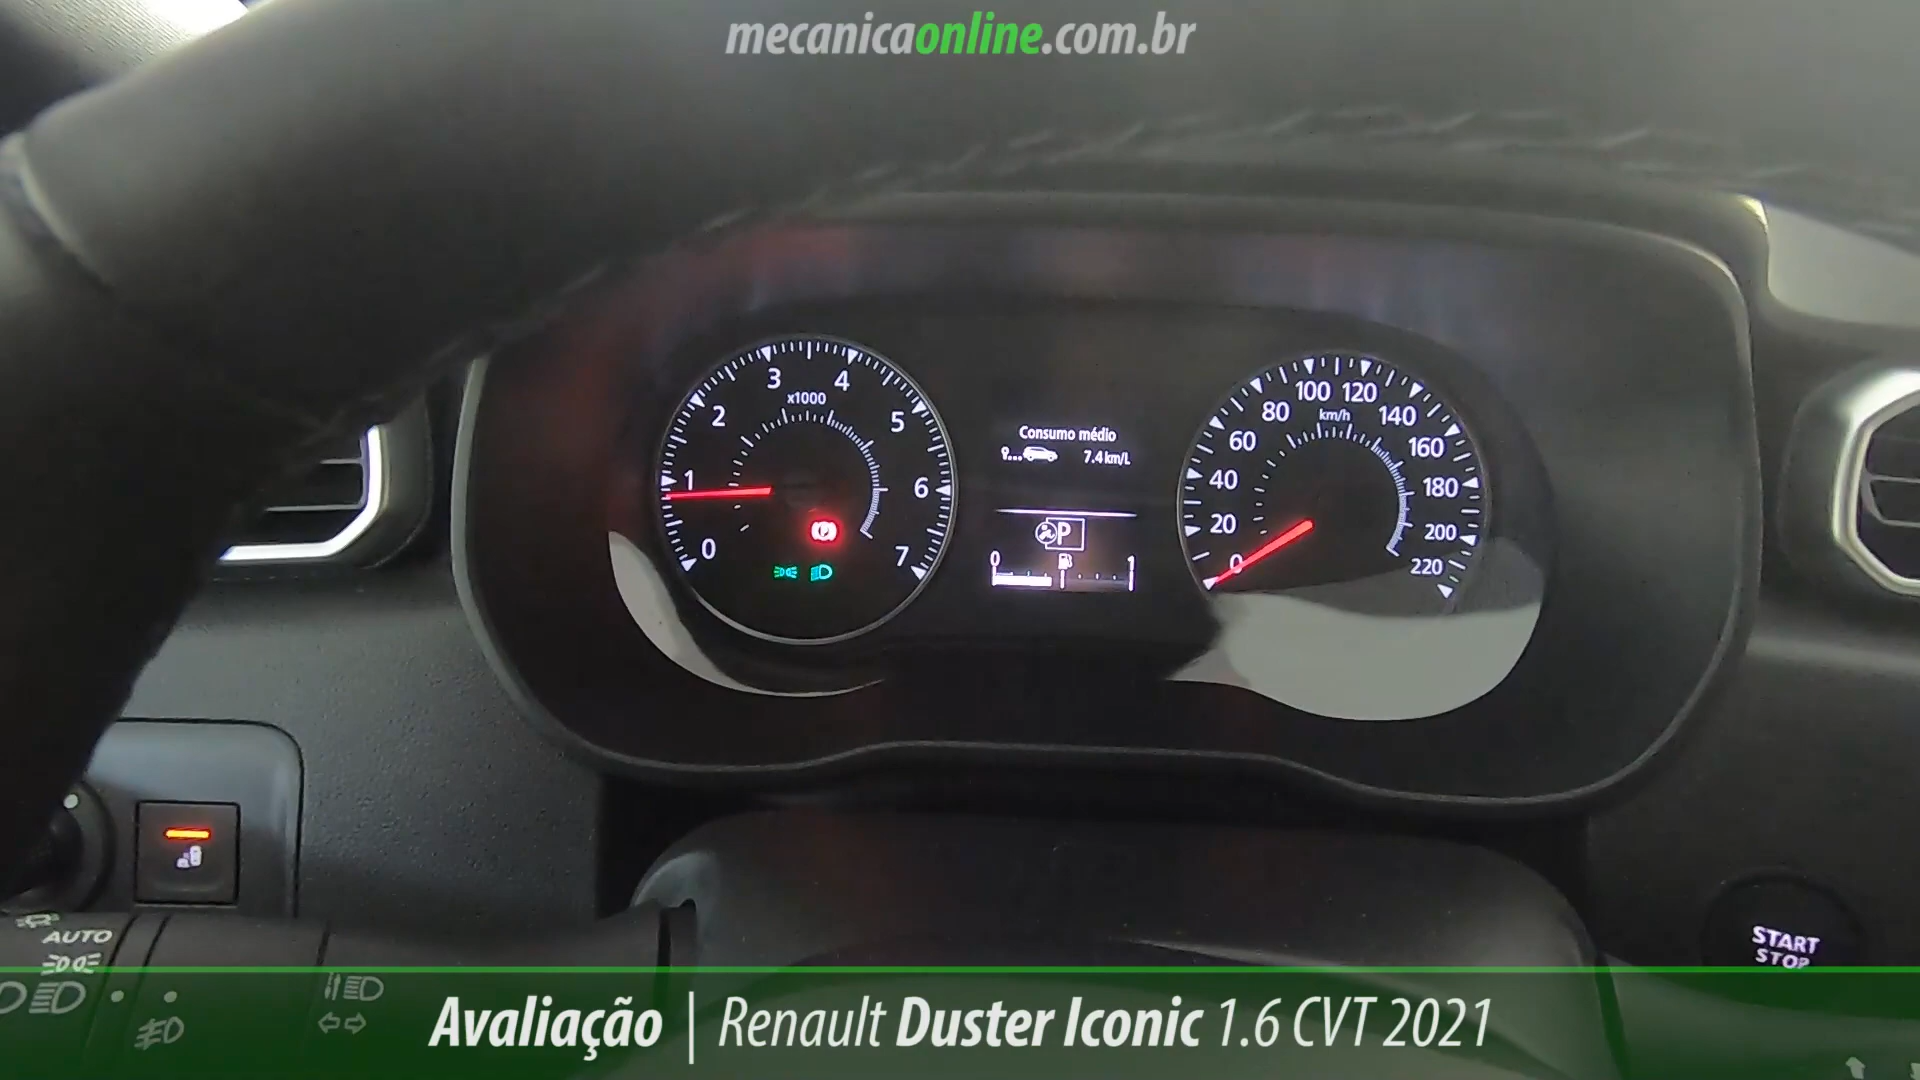 mecanicaonline.com.br
3 4
x1000
2 5
1 6
0 7
Consumo médio
7.4 km/L
P
0 1
100 120
80 km/h 140
60 160
40 180
20 200
0 220
AUTO
START
STOP
Avaliação | Renault Duster Iconic 1.6 CVT 2021